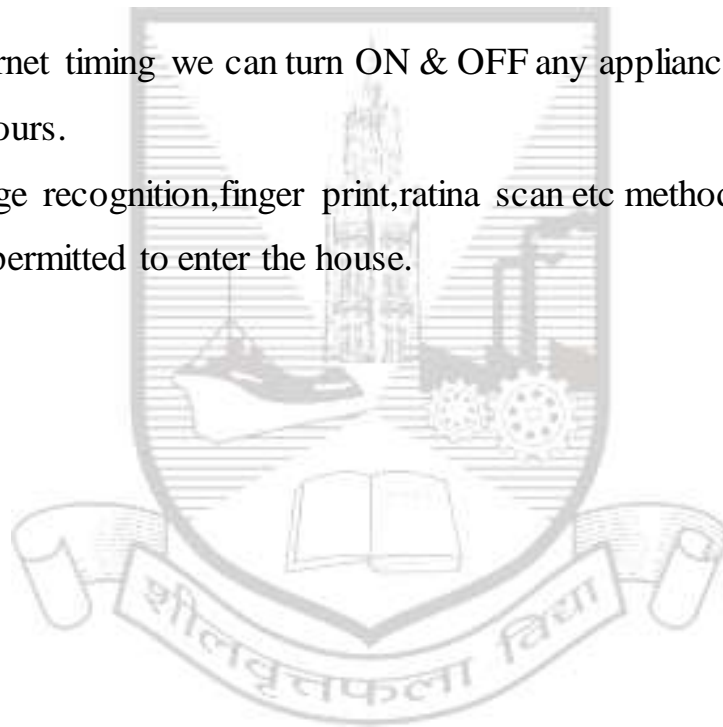 rnet timing we can turn ON & OFF any applianc
ours.
ge recognition,finger print,ratina scan etc method
permitted to enter the house.
शीलवृत्तफला विद्या